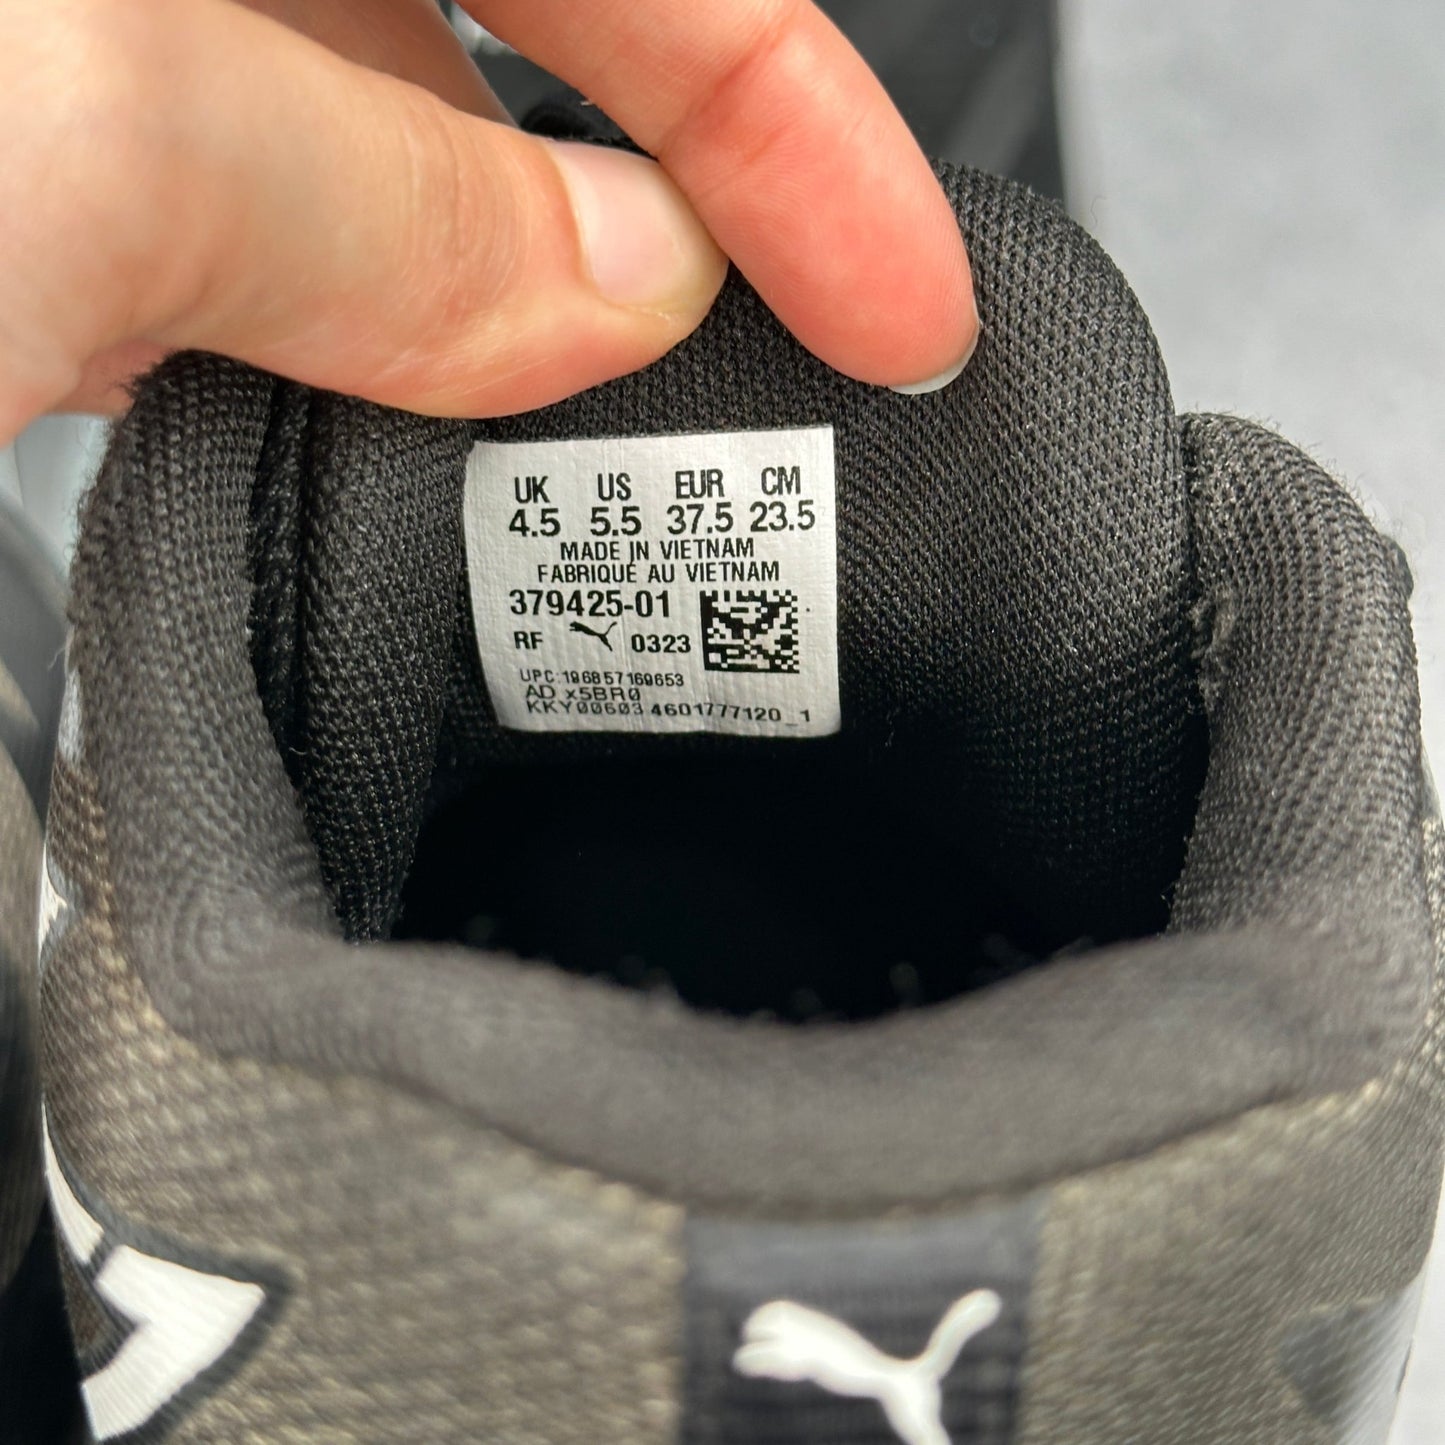 UK US EUR CM
4.5 5.5 37.5 23.5
MADE IN VIETNAM
FABRIQUÉ AU VIETNAM
379425-01
RF 0323
UPC:196857169653
AD x5BR0
KKY00603 4601777120_1